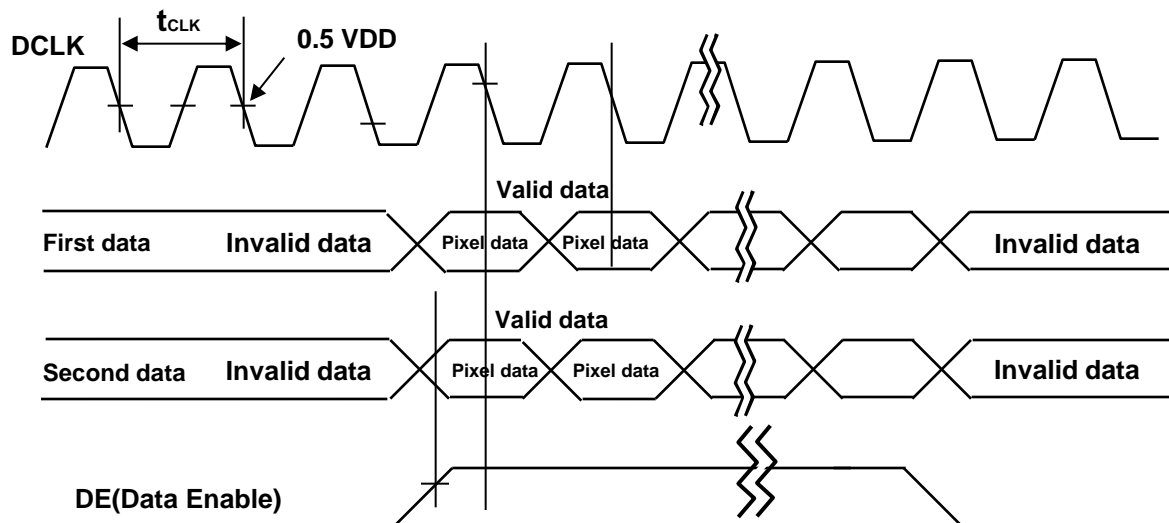 tCLK
DCLK
0.5 VDD
Valid data
First data
Invalid data
Pixel data
Pixel data
Invalid data
Valid data
Second data
Invalid data
Pixel data
Pixel data
Invalid data
DE(Data Enable)